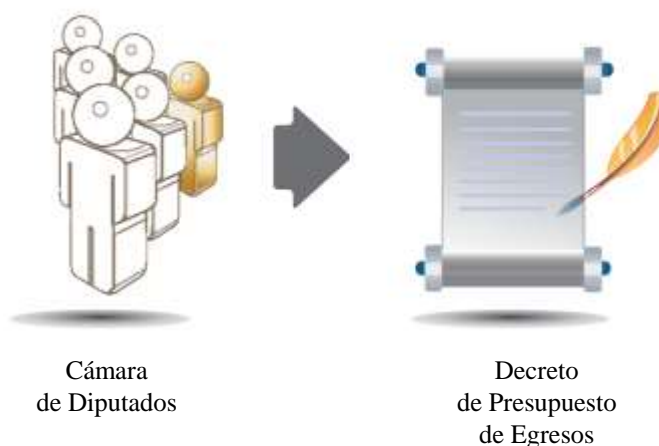 Cámara
de Diputados
Decreto
de Presupuesto
de Egresos